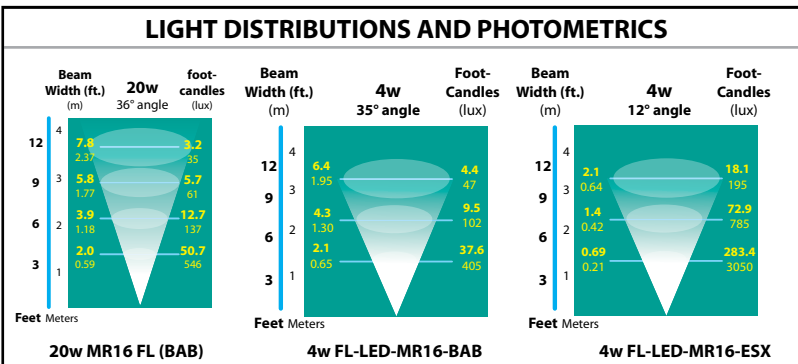 LIGHT DISTRIBUTIONS AND PHOTOMETRICS
Beam
Width (ft.)
(m)
20w
36° angle
foot-
candles
(lux)
12
9
6
3
4
3
2
1
7.8
2.37
3.2
35
5.8
1.77
5.7
61
3.9
1.18
12.7
137
2.0
0.59
50.7
546
Feet Meters
20w MR16 FL (BAB)
Beam
Width (ft.)
(m)
4w
35° angle
Foot-
Candles
(lux)
12
9
6
3
4
3
2
1
6.4
1.95
4.4
47
4.3
1.30
9.5
102
2.1
0.65
37.6
405
Feet Meters
4w FL-LED-MR16-BAB
Beam
Width (ft.)
(m)
4w
12° angle
Foot-
Candles
(lux)
12
9
6
3
4
3
2
1
2.1
0.64
18.1
195
1.4
0.42
72.9
785
0.69
0.21
283.4
3050
Feet Meters
4w FL-LED-MR16-ESX